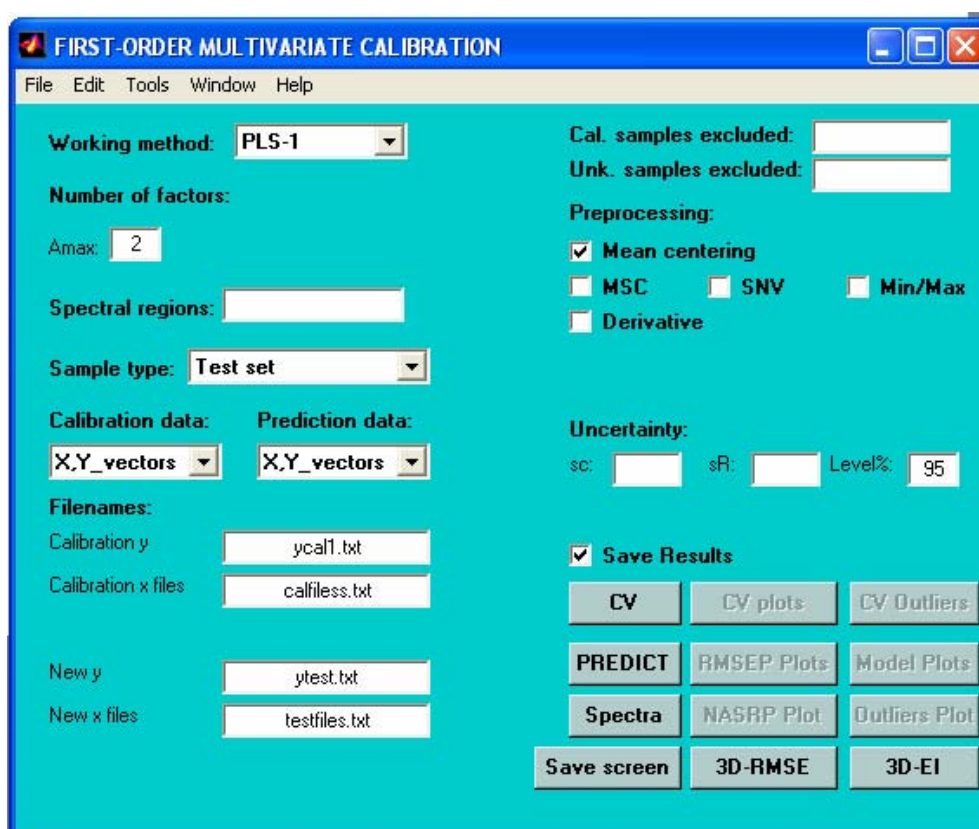 FIRST-ORDER MULTIVARIATE CALIBRATION
File Edit Tools Window Help
Working method: PLS-1
Number of factors:
Amax: 2
Spectral regions:
Sample type: Test set
Calibration data: Prediction data:
X,Y_vectors X,Y_vectors
Filenames:
Calibration y ycal1.txt
Calibration x files calfiless.txt
New y ytest.txt
New x files testfiles.txt
Cal. samples excluded:
Unk. samples excluded:
Preprocessing:
Mean centering
MSC SNV Min/Max
Derivative
Uncertainty:
sc: sR: Level%: 95
Save Results
CV CV plots CV Outliers
PREDICT RMSEP Plots Model Plots
Spectra NASRP Plot Outliers Plot
Save screen 3D-RMSE 3D-EI